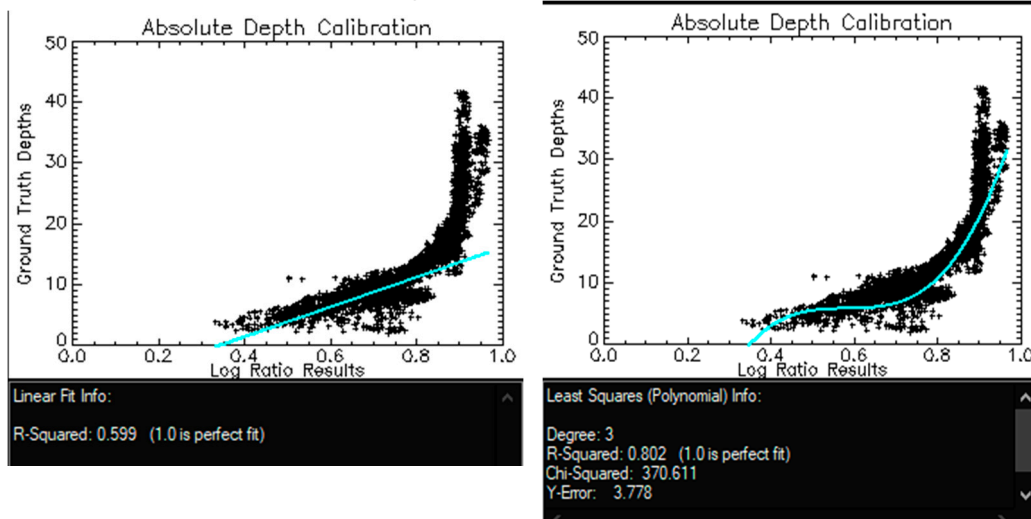 Absolute Depth Calibration
50
40
30
20
10
0
Ground Truth Depths
0.0 0.2 0.4 0.6 0.8 1.0
Log Ratio Results
Linear Fit Info:
R-Squared: 0.599 (1.0 is perfect fit)
Absolute Depth Calibration
50
40
30
20
10
0
Ground Truth Depths
0.0 0.2 0.4 0.6 0.8 1.0
Log Ratio Results
Least Squares (Polynomial) Info:
Degree: 3
R-Squared: 0.802 (1.0 is perfect fit)
Chi-Squared: 370.611
Y-Error: 3.778